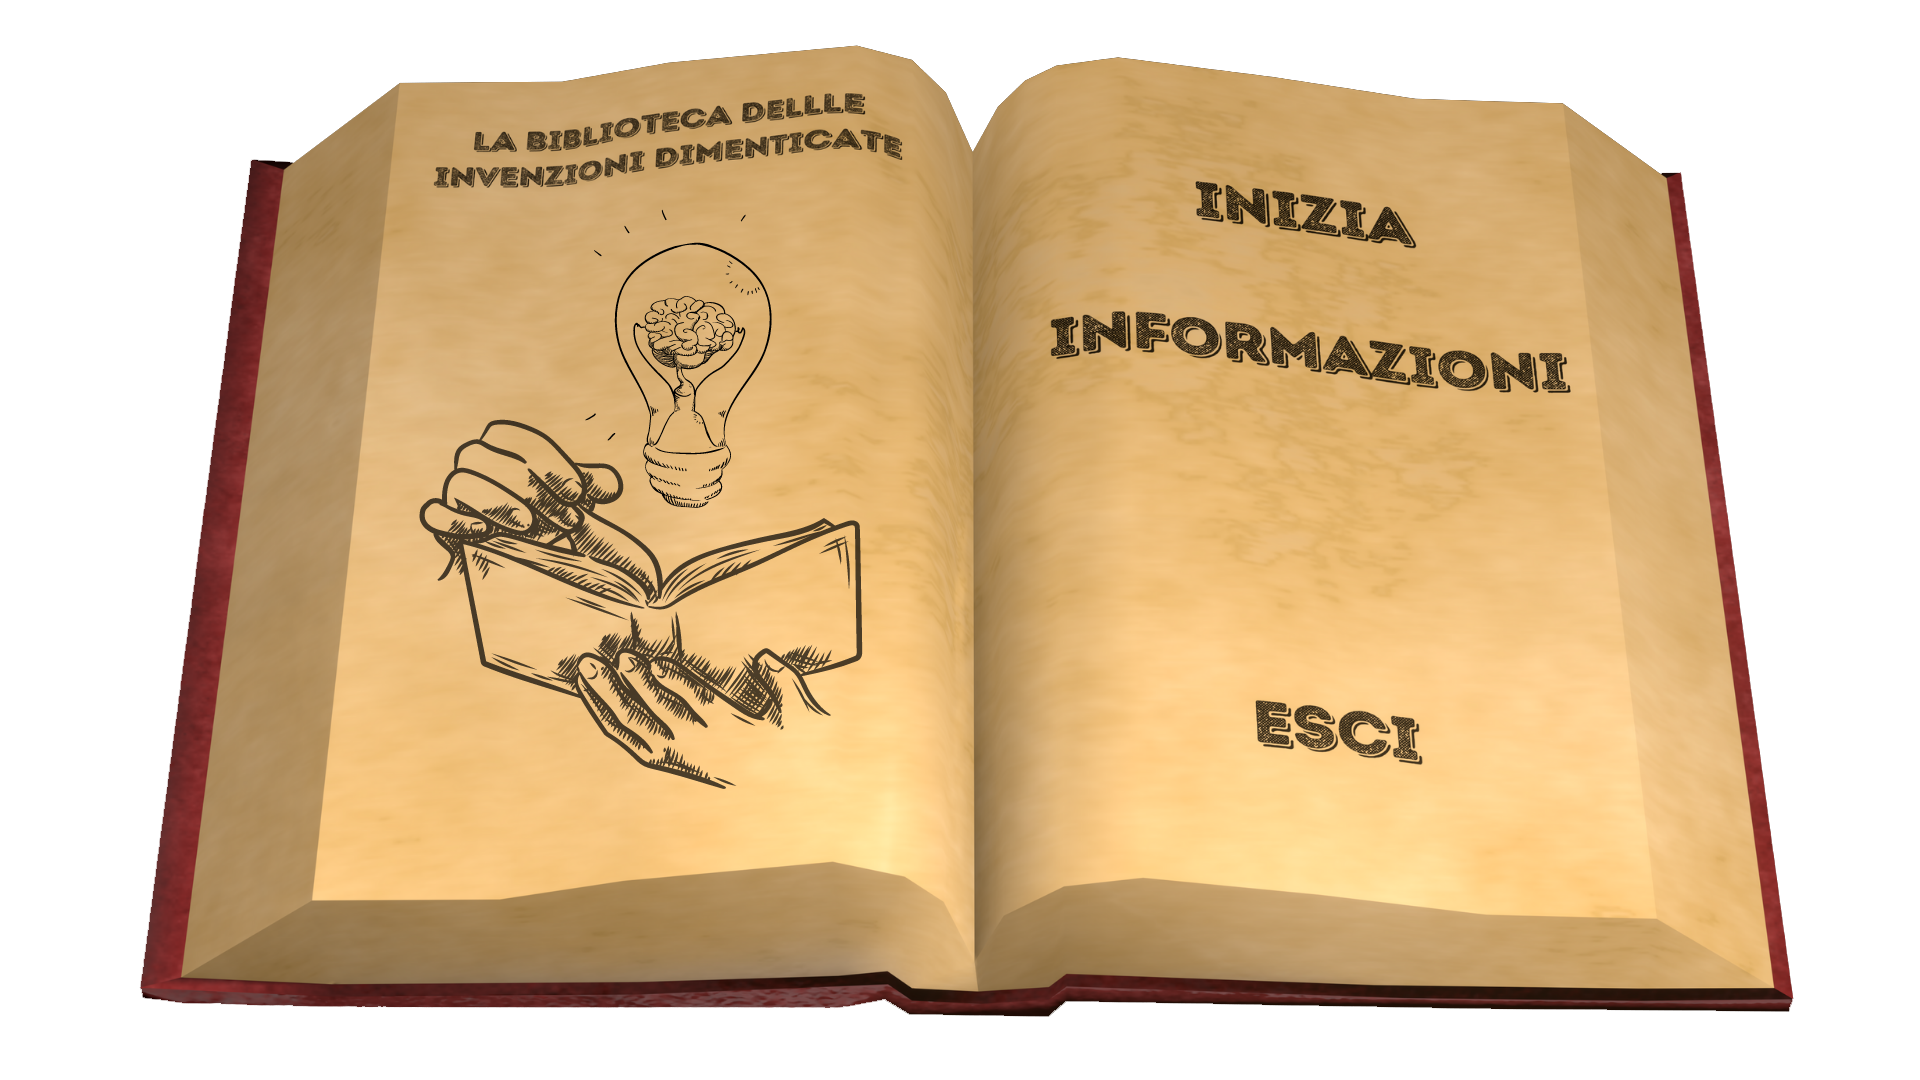 LA BIBLIOTECA DELLLE
INVENZIONI DIMENTICATE
INIZIA
INFORMAZIONI
ESCI